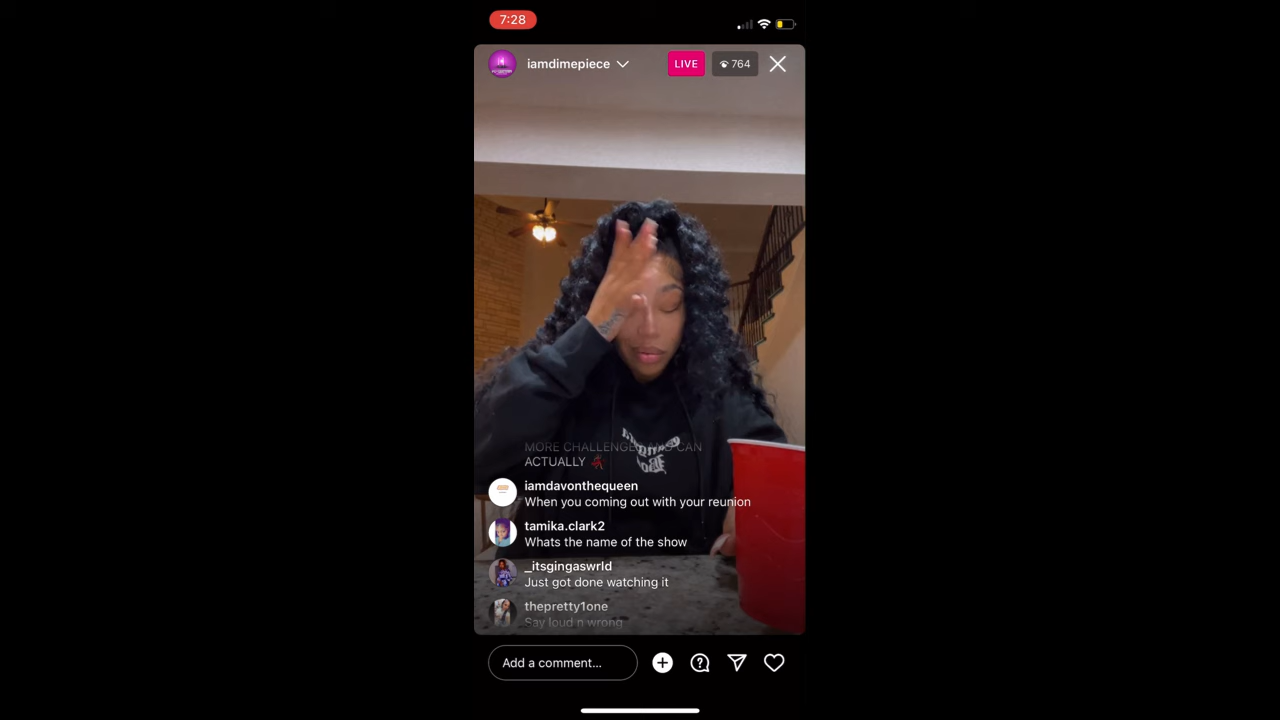 7:28
iamdimepiece
LIVE
764
MORE CHALLENGES AND CAN
ACTUALLY
iamdavonthequeen
When you coming out with your reunion
tamika.clark2
Whats the name of the show
_itsgingaswrld
Just got done watching it
thepretty1one
Say loud n wrong
Add a comment...